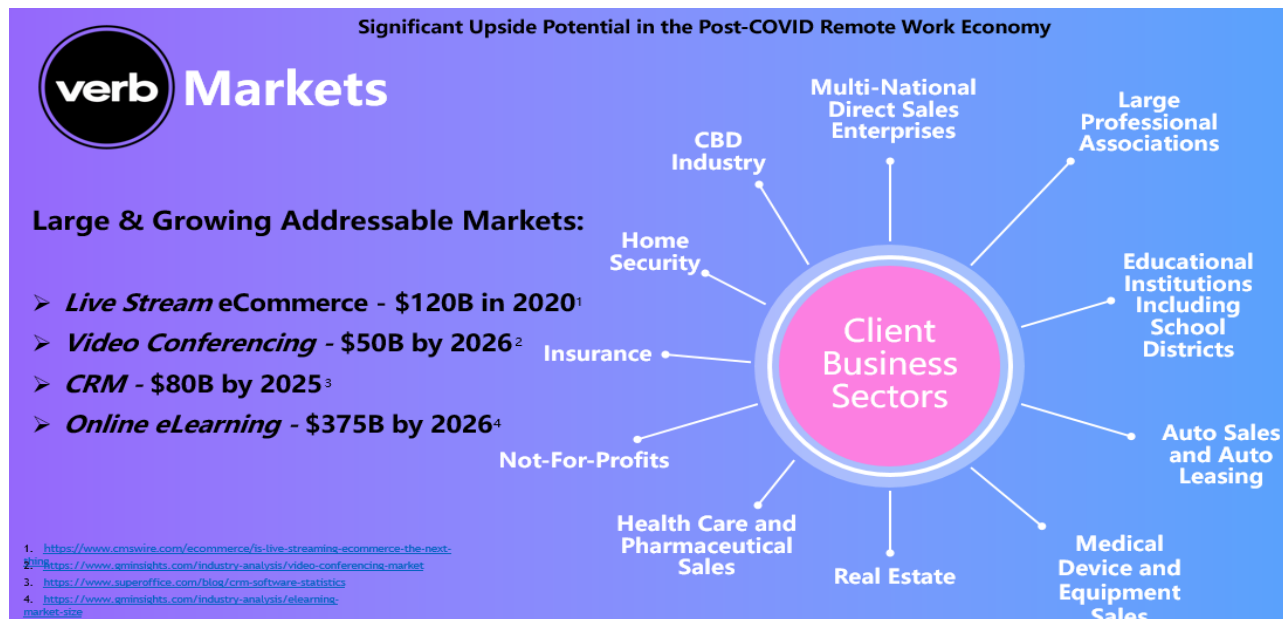 Significant Upside Potential in the Post-COVID Remote Work Economy
verb Markets
Large & Growing Addressable Markets:
➢ Live Stream eCommerce - $120B in 2020¹
➢ Video Conferencing - $50B by 2026²
➢ CRM - $80B by 2025³
➢ Online eLearning - $375B by 2026⁴
1. https://www.cmswire.com/ecommerce/is-live-streaming-ecommerce-the-next-
thing
2. https://www.gminsights.com/industry-analysis/video-conferencing-market
3. https://www.superoffice.com/blog/crm-software-statistics
4. https://www.gminsights.com/industry-analysis/elearning-
market-size
Client
Business
Sectors
Multi-National
Direct Sales
Enterprises
Large
Professional
Associations
Educational
Institutions
Including
School
Districts
Auto Sales
and Auto
Leasing
Medical
Device and
Equipment
Sales
Real Estate
Health Care and
Pharmaceutical
Sales
Not-For-Profits
Insurance
Home
Security
CBD
Industry